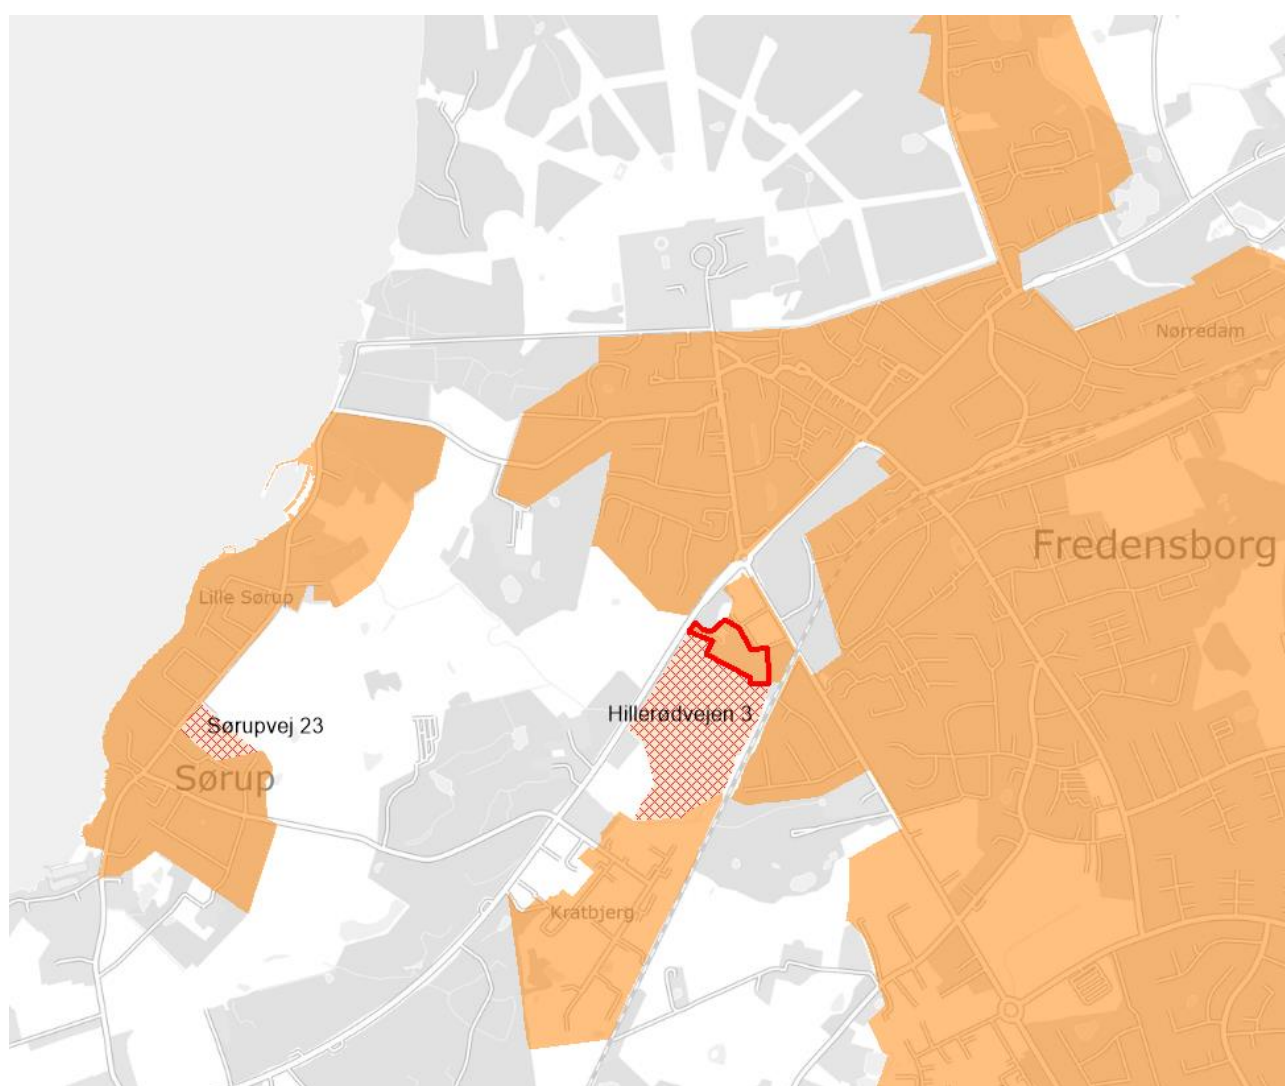 Nørredam
Fredensborg
Lille Sørup
Hillerødvejen 3
Sørupvej 23
Sørup
Kratbjerg